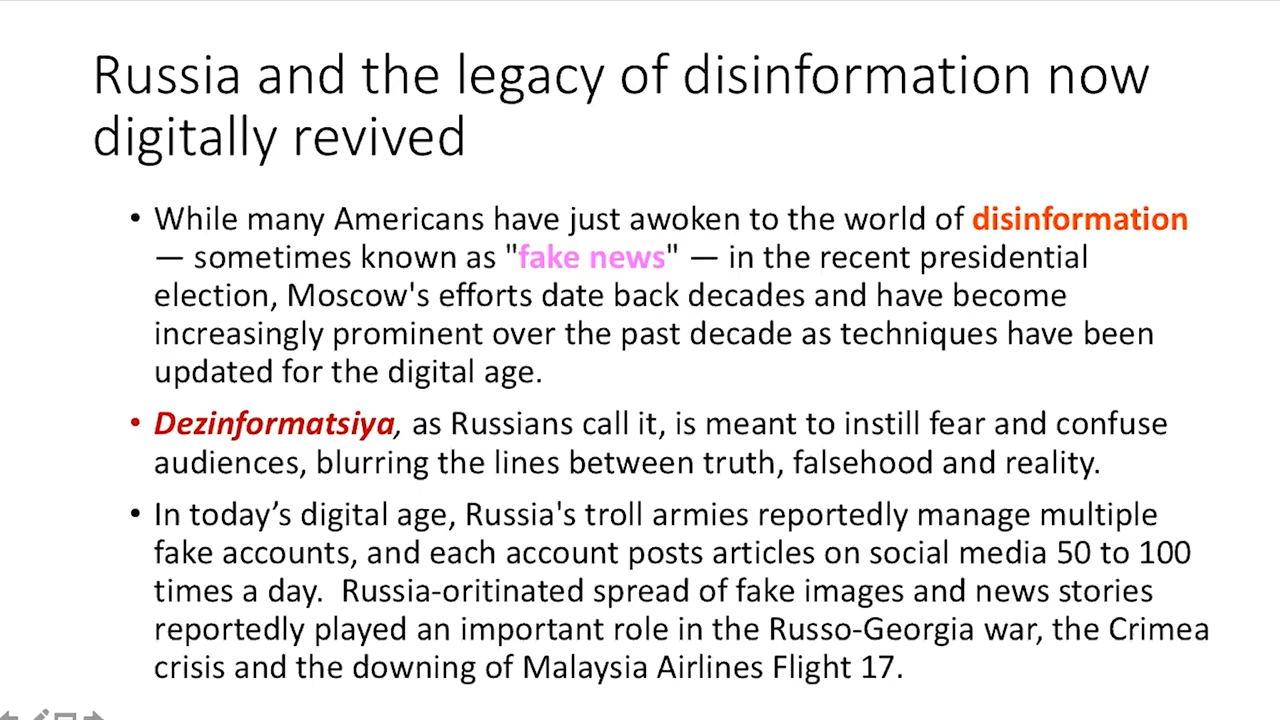 Russia and the legacy of disinformation now
digitally revived
• While many Americans have just awoken to the world of disinformation
— sometimes known as "fake news" — in the recent presidential
election, Moscow's efforts date back decades and have become
increasingly prominent over the past decade as techniques have been
updated for the digital age.
• Dezinformatsiya, as Russians call it, is meant to instill fear and confuse
audiences, blurring the lines between truth, falsehood and reality.
• In today’s digital age, Russia's troll armies reportedly manage multiple
fake accounts, and each account posts articles on social media 50 to 100
times a day.  Russia-oritinated spread of fake images and news stories
reportedly played an important role in the Russo-Georgia war, the Crimea
crisis and the downing of Malaysia Airlines Flight 17.